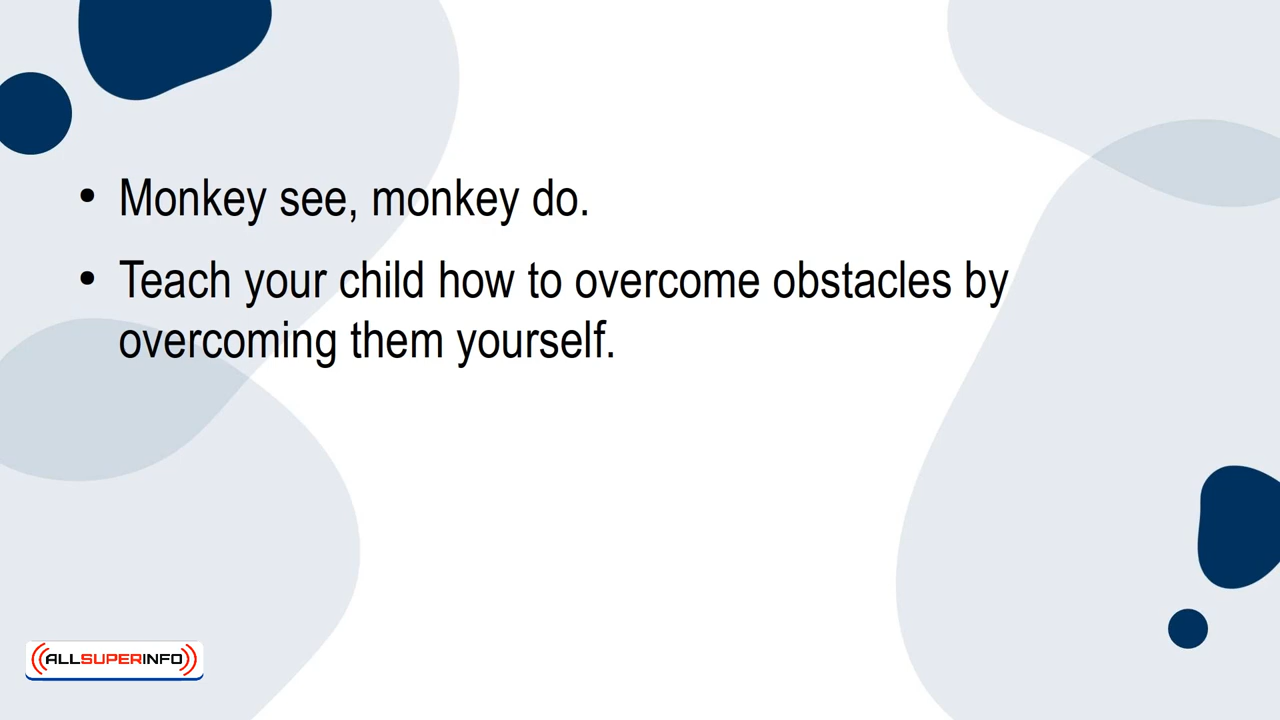 • Monkey see, monkey do.
• Teach your child how to overcome obstacles by
overcoming them yourself.
ALLSUPERINFO